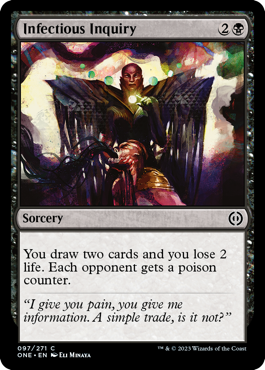 Infectious Inquiry 2
Sorcery
You draw two cards and you lose 2
life. Each opponent gets a poison
counter.
“I give you pain, you give me
information. A simple trade, is it not?”
097/271 C
ONE • EN Eli Minaya
™ & © 2023 Wizards of the Coast